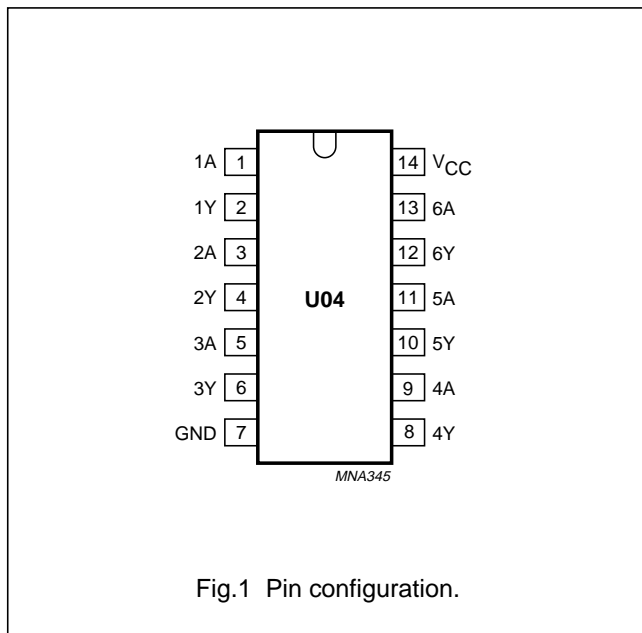 1A 1 14 VCC
1Y 2 13 6A
2A 3 12 6Y
2Y 4 U04 11 5A
3A 5 10 5Y
3Y 6 9 4A
GND 7 8 4Y
MNA345
Fig.1 Pin configuration.